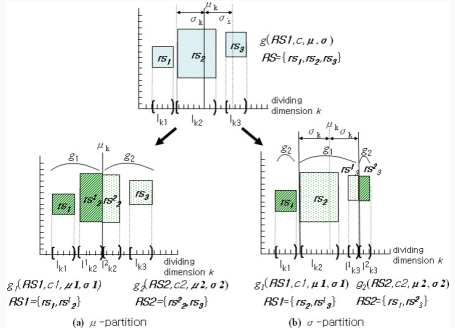 μk
σk σk
rs1 rs2 rs3
g(RS1,c,μ,σ)
RS={rs1,rs2,rs3}
Ik1 Ik2 Ik3
dividing
dimension k
μk
g1 g2
rs1 rs¹2 rs²2 rs3
Ik1 I¹k2 I²k2 Ik3
dividing
dimension k
g1(RS1,c1,μ1,σ1) g2(RS2,c2,μ2,σ2)
RS1={rs1,rs¹2} RS2={rs²2,rs3}
(a) μ-partition
μk
σk σk
g2 g1 g2
rs1 rs2 rs¹3 rs²3
Ik1 Ik2 I¹k3 I²k3
dividing
dimension k
g1(RS1,c1,μ1,σ1) g2(RS2,c2,μ2,σ2)
RS1={rs2,rs¹3} RS2={rs1,rs²3}
(b) σ-partition